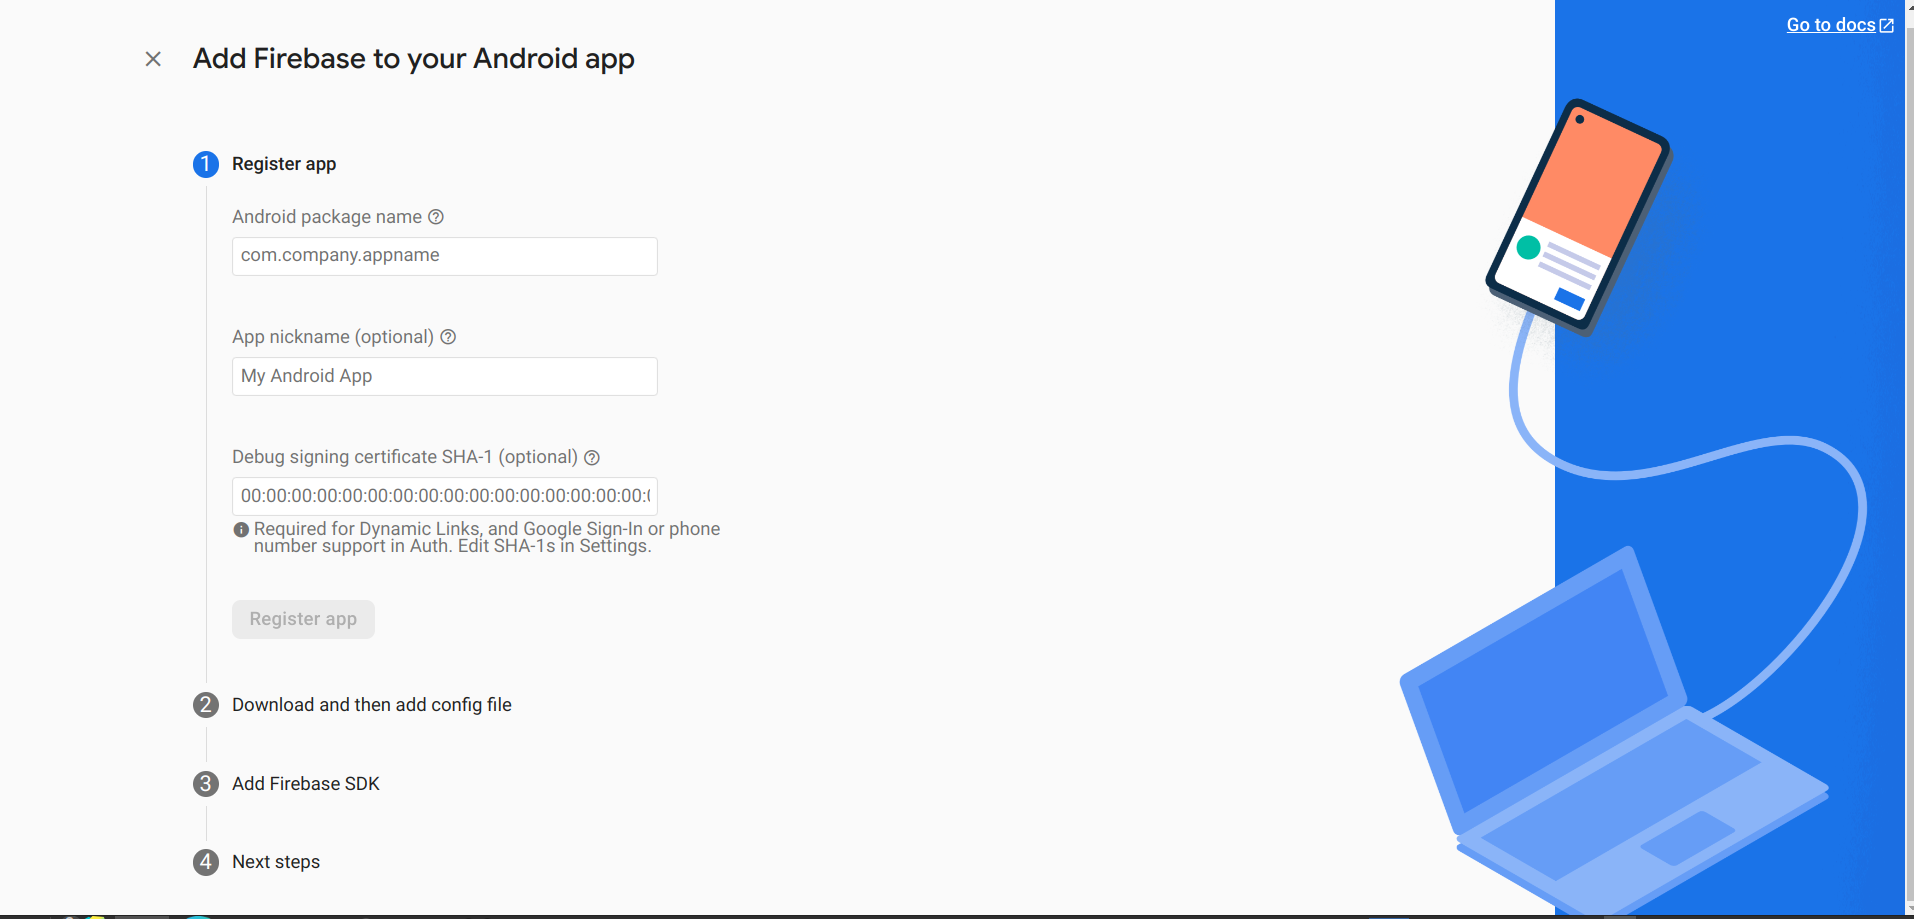 Go to docs
Add Firebase to your Android app
1 Register app
Android package name
com.company.appname
App nickname (optional)
My Android App
Debug signing certificate SHA-1 (optional)
00:00:00:00:00:00:00:00:00:00:00:00:00:00:00:00:(
Required for Dynamic Links, and Google Sign-In or phone
number support in Auth. Edit SHA-1s in Settings.
Register app
2 Download and then add config file
3 Add Firebase SDK
4 Next steps